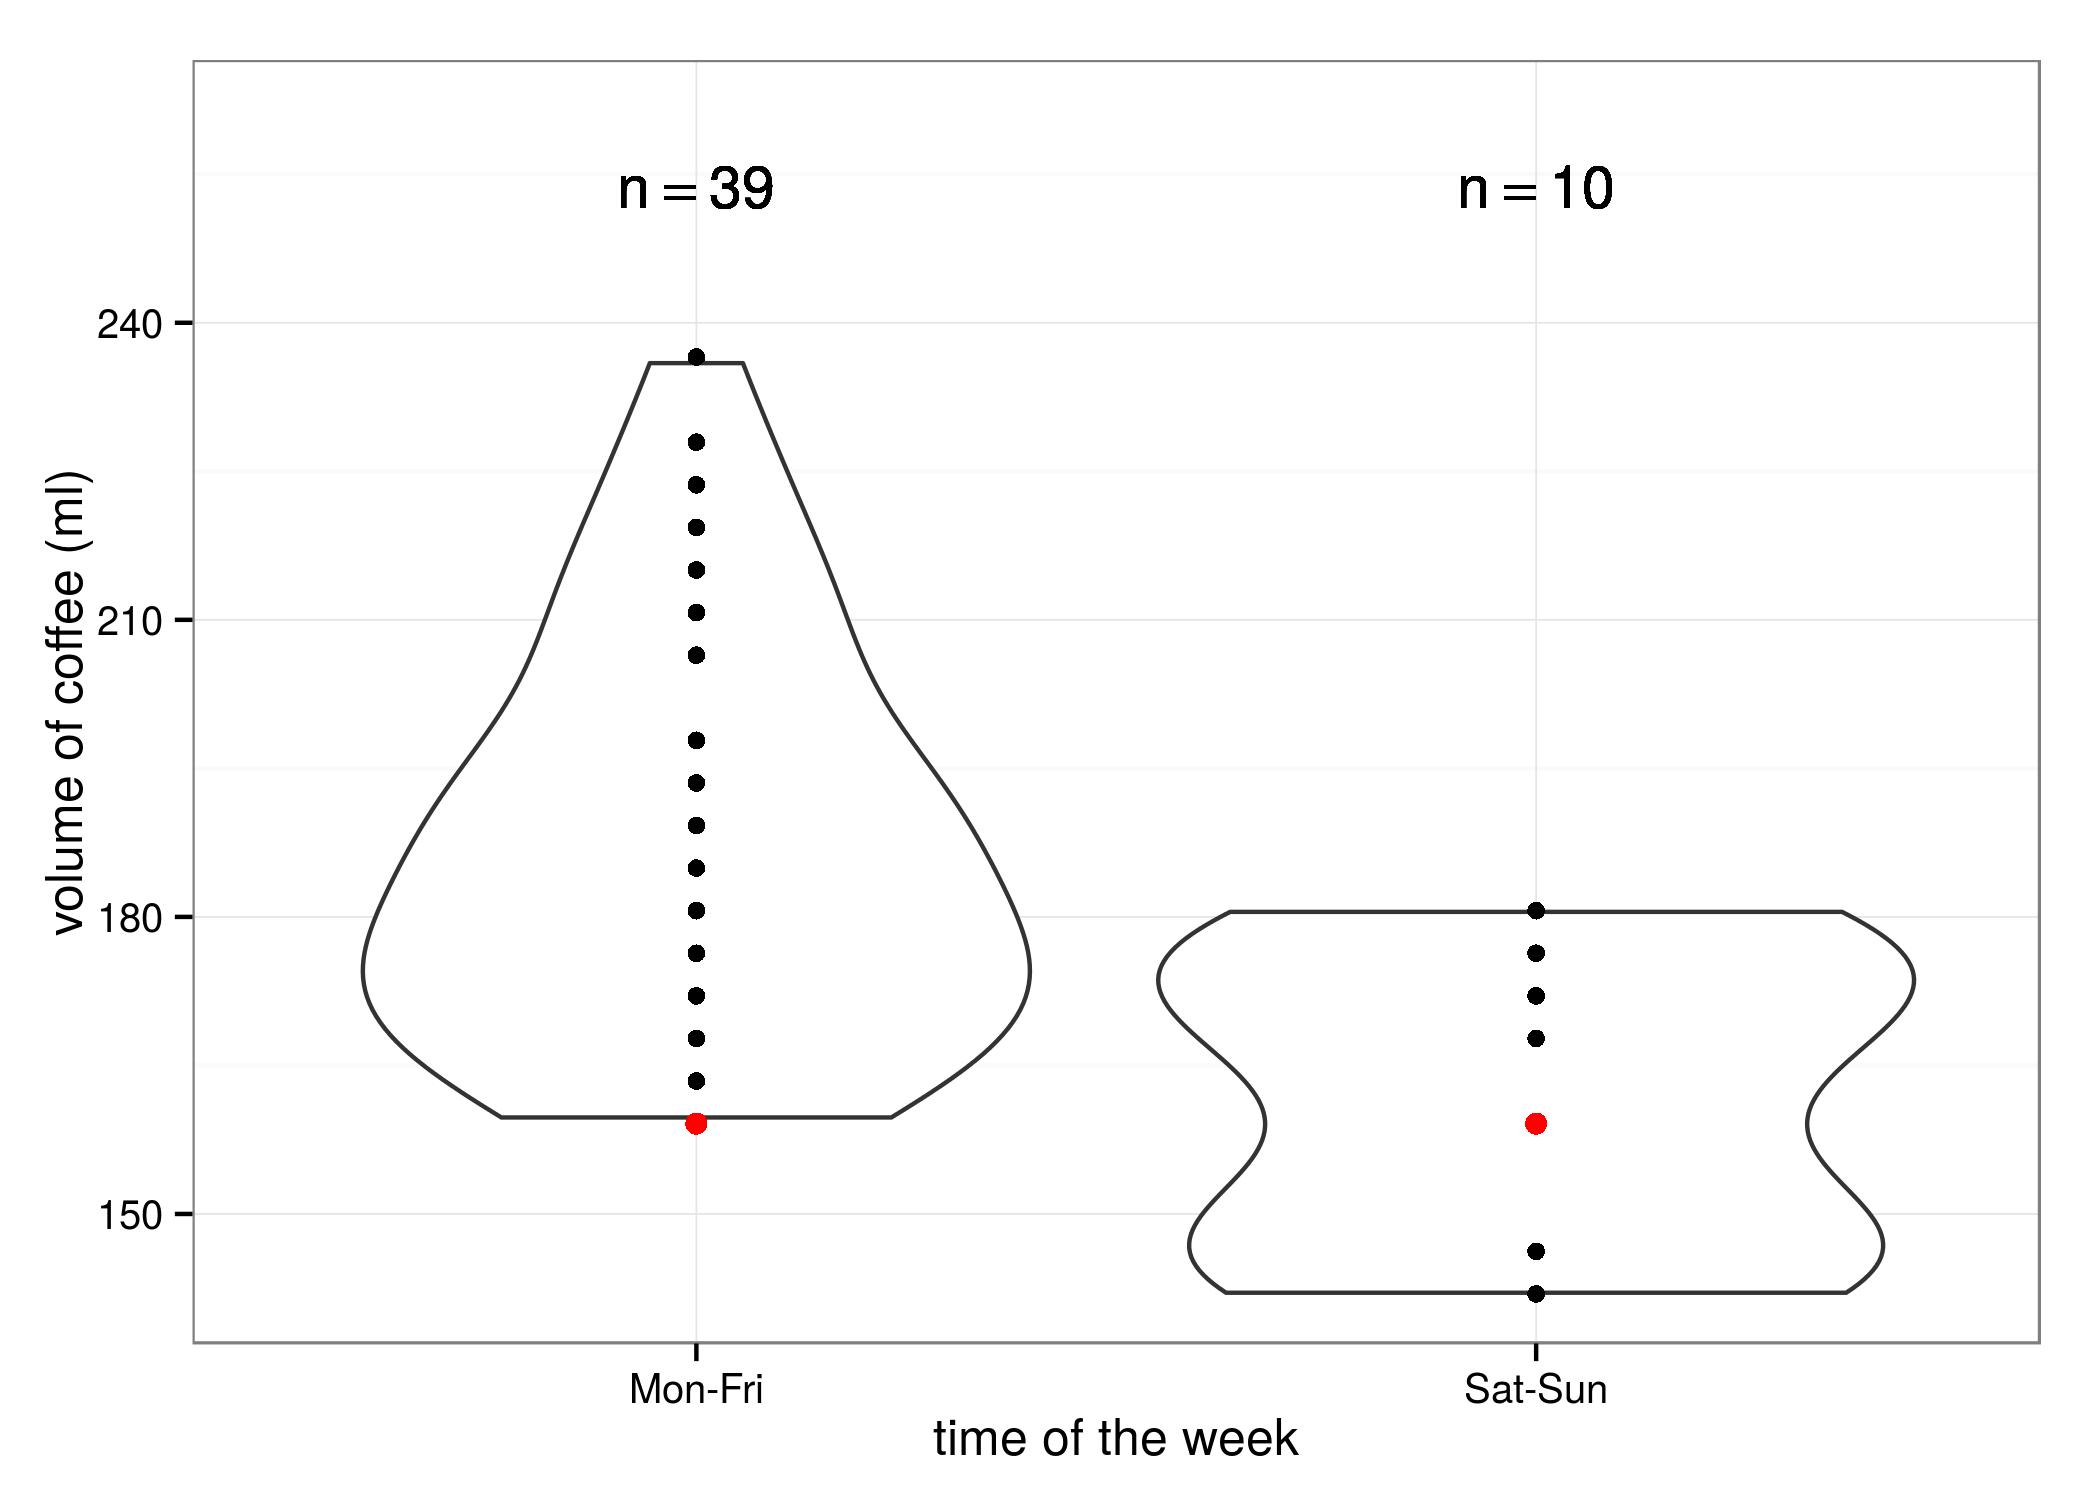 n = 39
n = 10
volume of coffee (ml)
240
210
180
150
Mon-Fri
Sat-Sun
time of the week